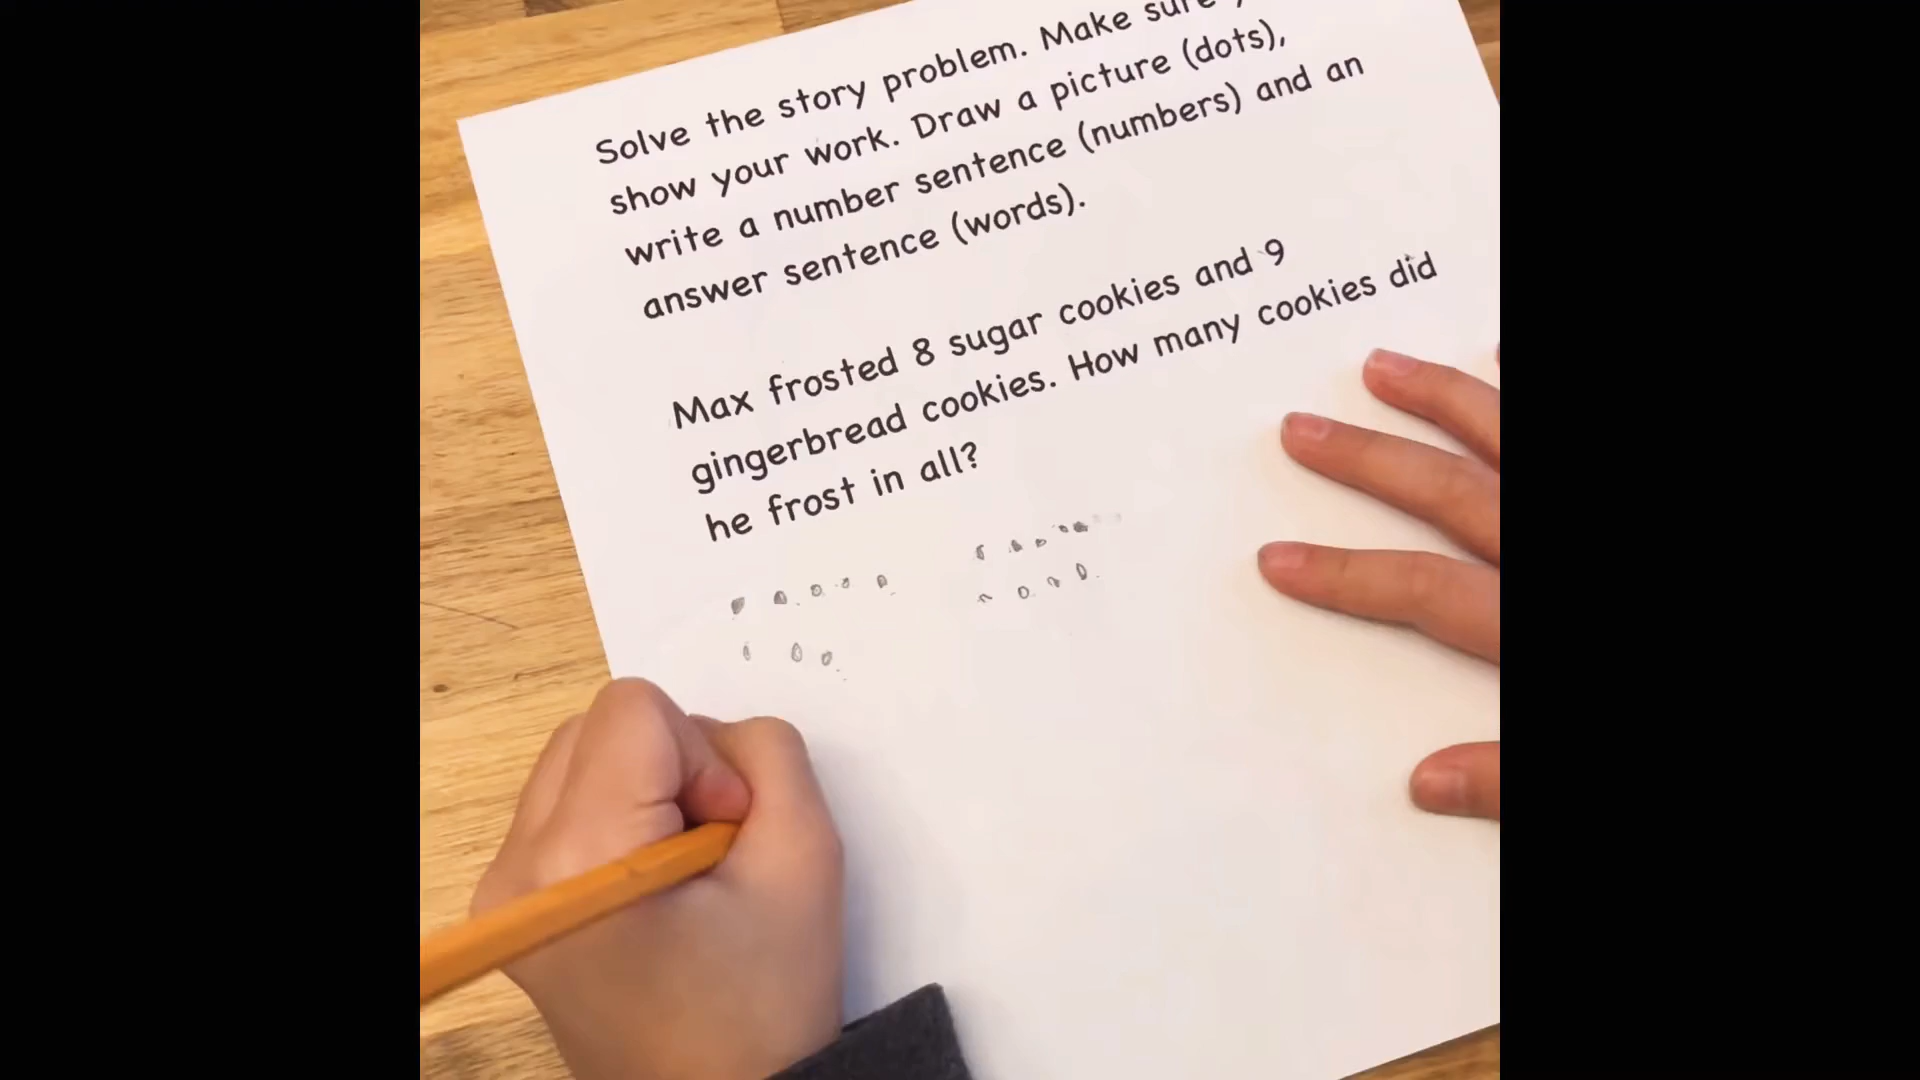 Solve the story problem. Make sure
show your work. Draw a picture (dots),
write a number sentence (numbers) and an
answer sentence (words).
Max frosted 8 sugar cookies and 9
gingerbread cookies. How many cookies did
he frost in all?